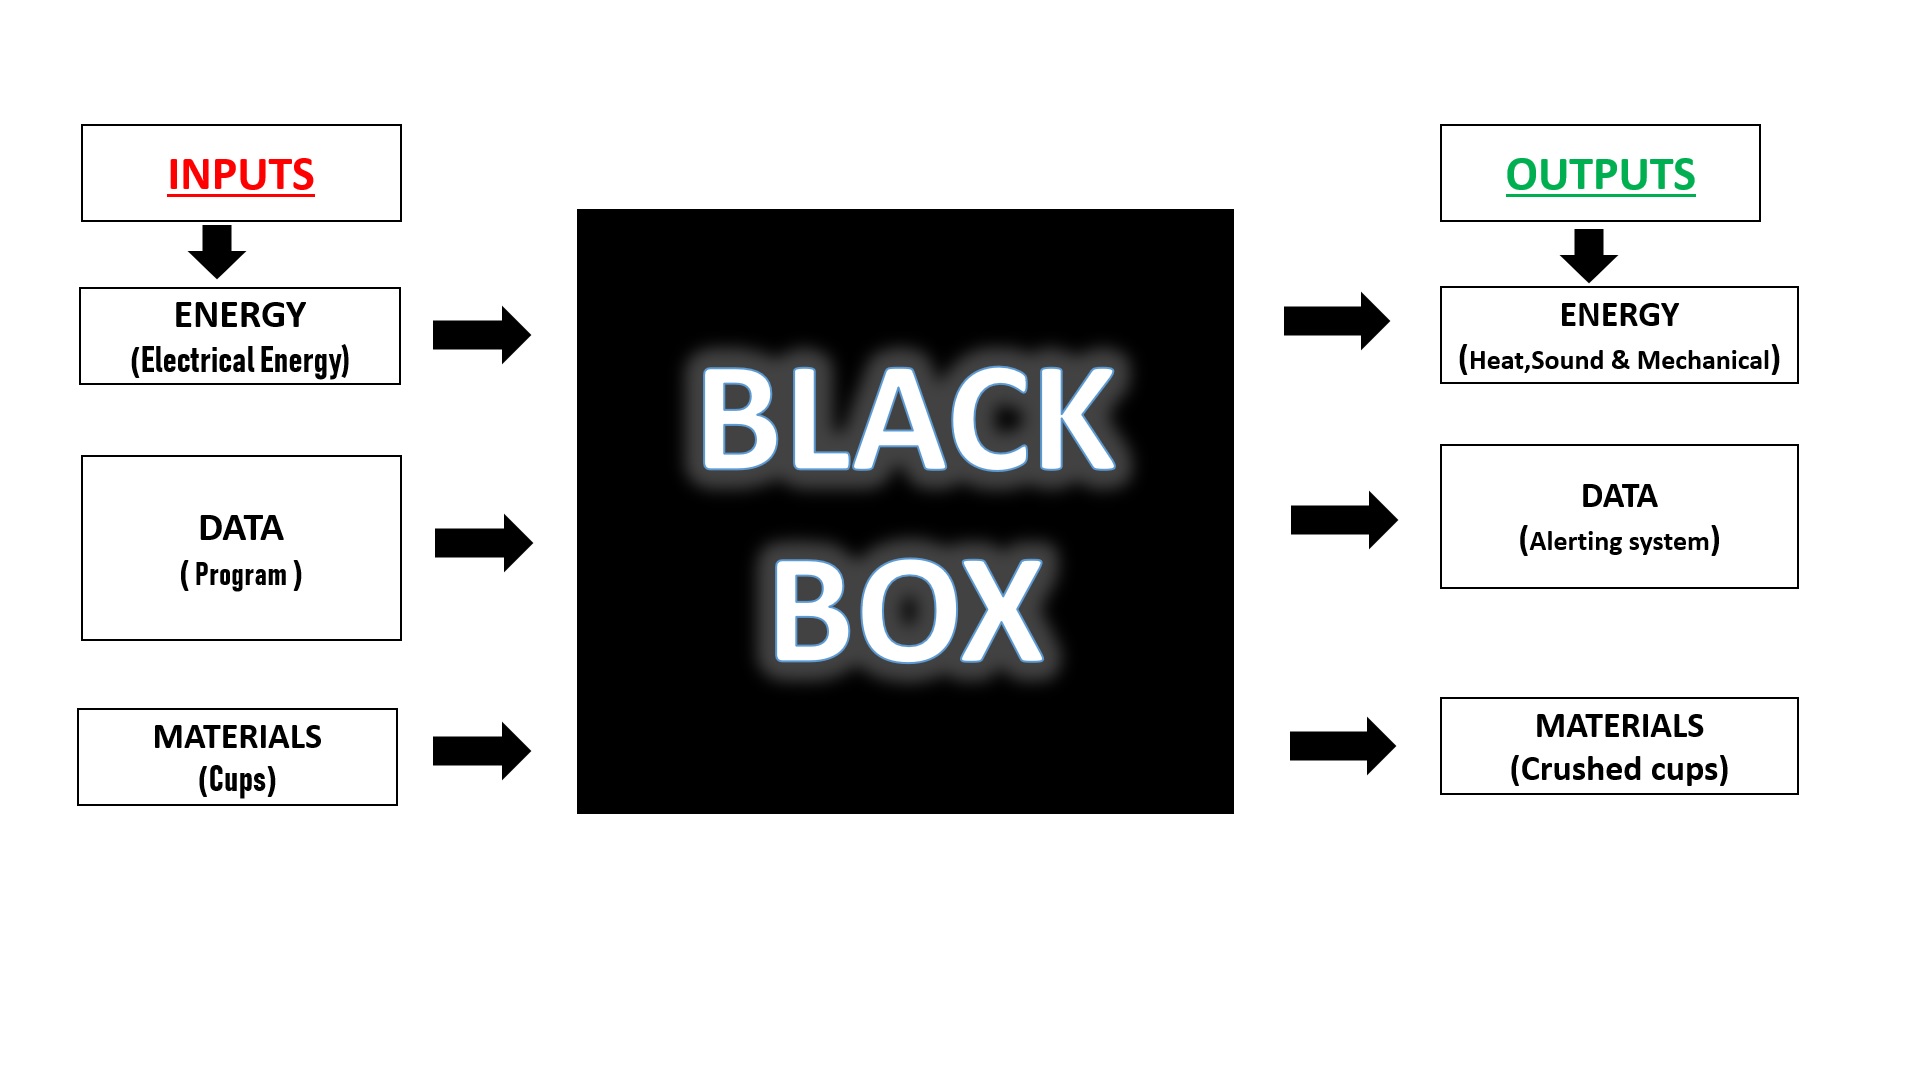 INPUTS
ENERGY
(Electrical Energy)
DATA
( Program )
MATERIALS
(Cups)
BLACK
BOX
OUTPUTS
ENERGY
(Heat,Sound & Mechanical)
DATA
(Alerting system)
MATERIALS
(Crushed cups)